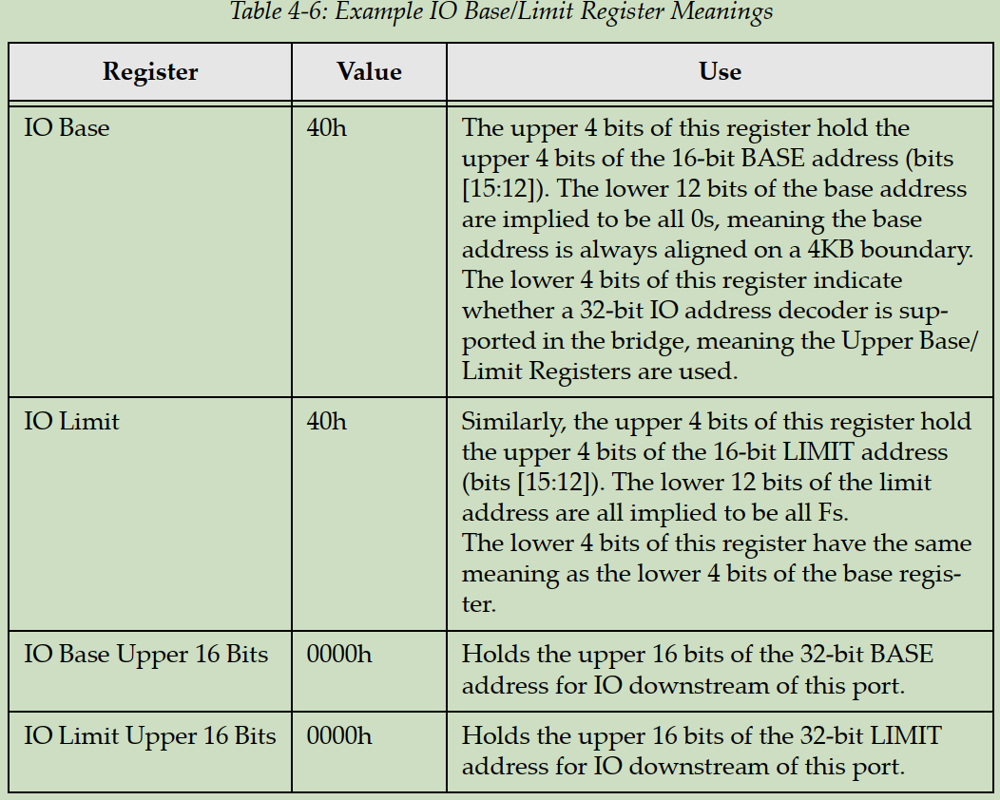 Table 4-6: Example IO Base/Limit Register Meanings
Register Value Use
IO Base 40h The upper 4 bits of this register hold the
upper 4 bits of the 16-bit BASE address (bits
[15:12]). The lower 12 bits of the base address
are implied to be all 0s, meaning the base
address is always aligned on a 4KB boundary.
The lower 4 bits of this register indicate
whether a 32-bit IO address decoder is sup-
ported in the bridge, meaning the Upper Base/
Limit Registers are used.
IO Limit 40h Similarly, the upper 4 bits of this register hold
the upper 4 bits of the 16-bit LIMIT address
(bits [15:12]). The lower 12 bits of the limit
address are all implied to be all Fs.
The lower 4 bits of this register have the same
meaning as the lower 4 bits of the base regis-
ter.
IO Base Upper 16 Bits 0000h Holds the upper 16 bits of the 32-bit BASE
address for IO downstream of this port.
IO Limit Upper 16 Bits 0000h Holds the upper 16 bits of the 32-bit LIMIT
address for IO downstream of this port.